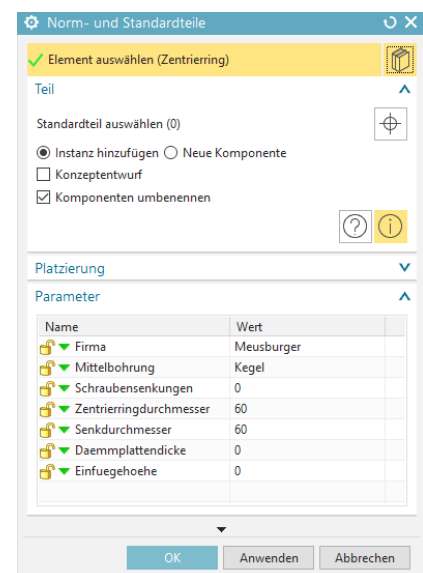 Norm- und Standardteile
Element auswählen (Zentrierring)
Teil
Standardteil auswählen (0)
Instanz hinzufügen Neue Komponente
Konzeptentwurf
Komponenten umbenennen
Platzierung
Parameter
Name Wert
Firma Meusburger
Mittelbohrung Kegel
Schraubensenkungen 0
Zentrierringdurchmesser 60
Senkdurchmesser 60
Daemmplattendicke 0
Einfuegehoehe 0
OK Anwenden Abbrechen